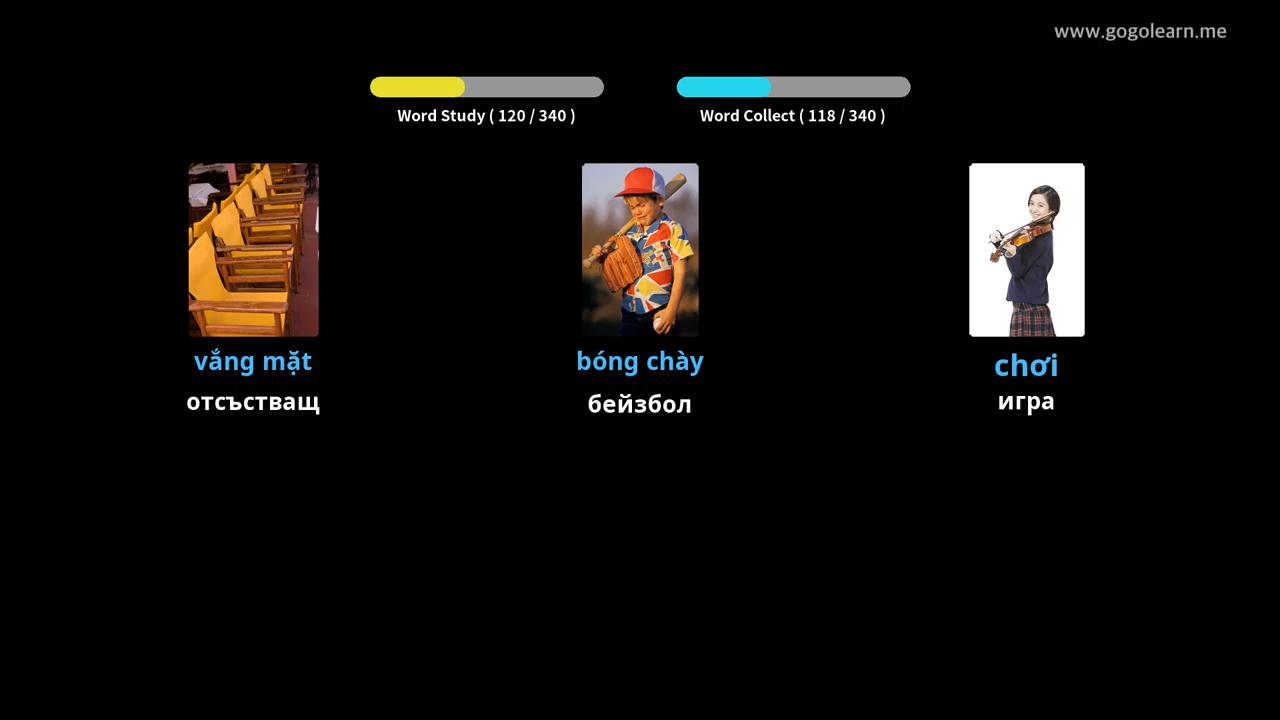 www.gogolearn.me
Word Study ( 120 / 340 )
Word Collect ( 118 / 340 )
vắng mặt
bóng chày
chơi
отсъстващ
бейзбол
игра